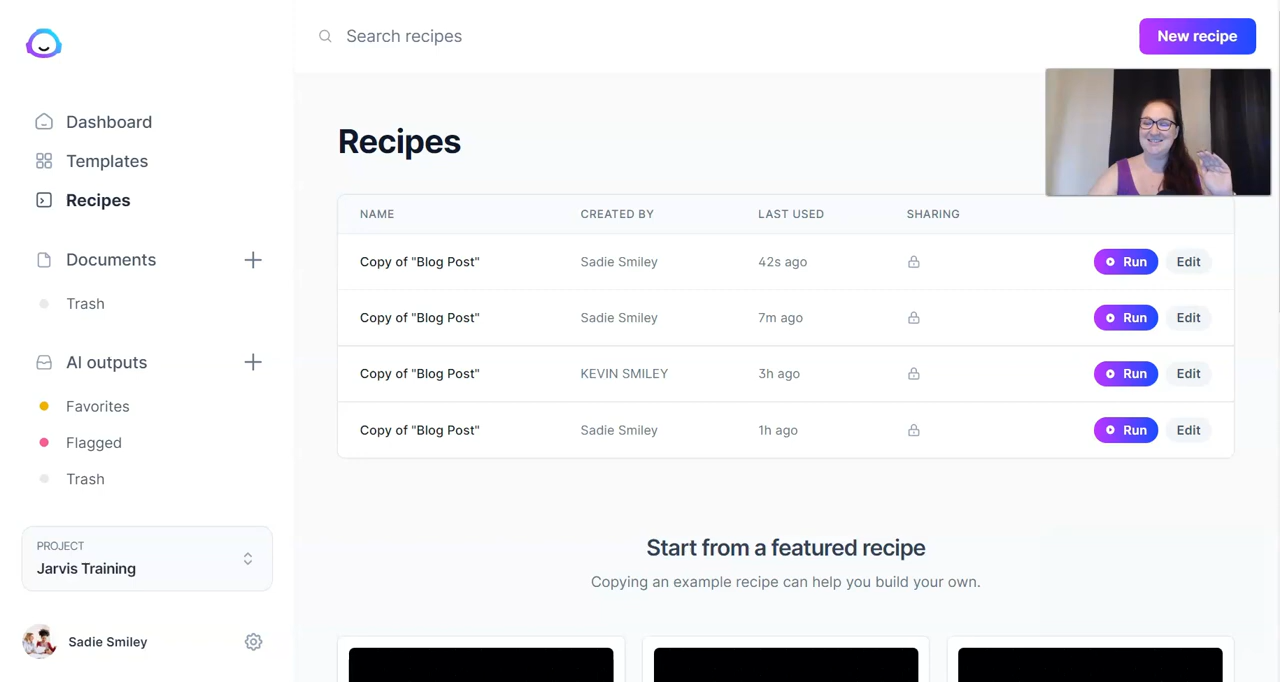 Search recipes
New recipe
Dashboard
Templates
Recipes
Documents
Trash
AI outputs
Favorites
Flagged
Trash
PROJECT
Jarvis Training
Sadie Smiley
Recipes
NAME CREATED BY LAST USED SHARING
Copy of "Blog Post" Sadie Smiley 42s ago Run Edit
Copy of "Blog Post" Sadie Smiley 7m ago Run Edit
Copy of "Blog Post" KEVIN SMILEY 3h ago Run Edit
Copy of "Blog Post" Sadie Smiley 1h ago Run Edit
Start from a featured recipe
Copying an example recipe can help you build your own.